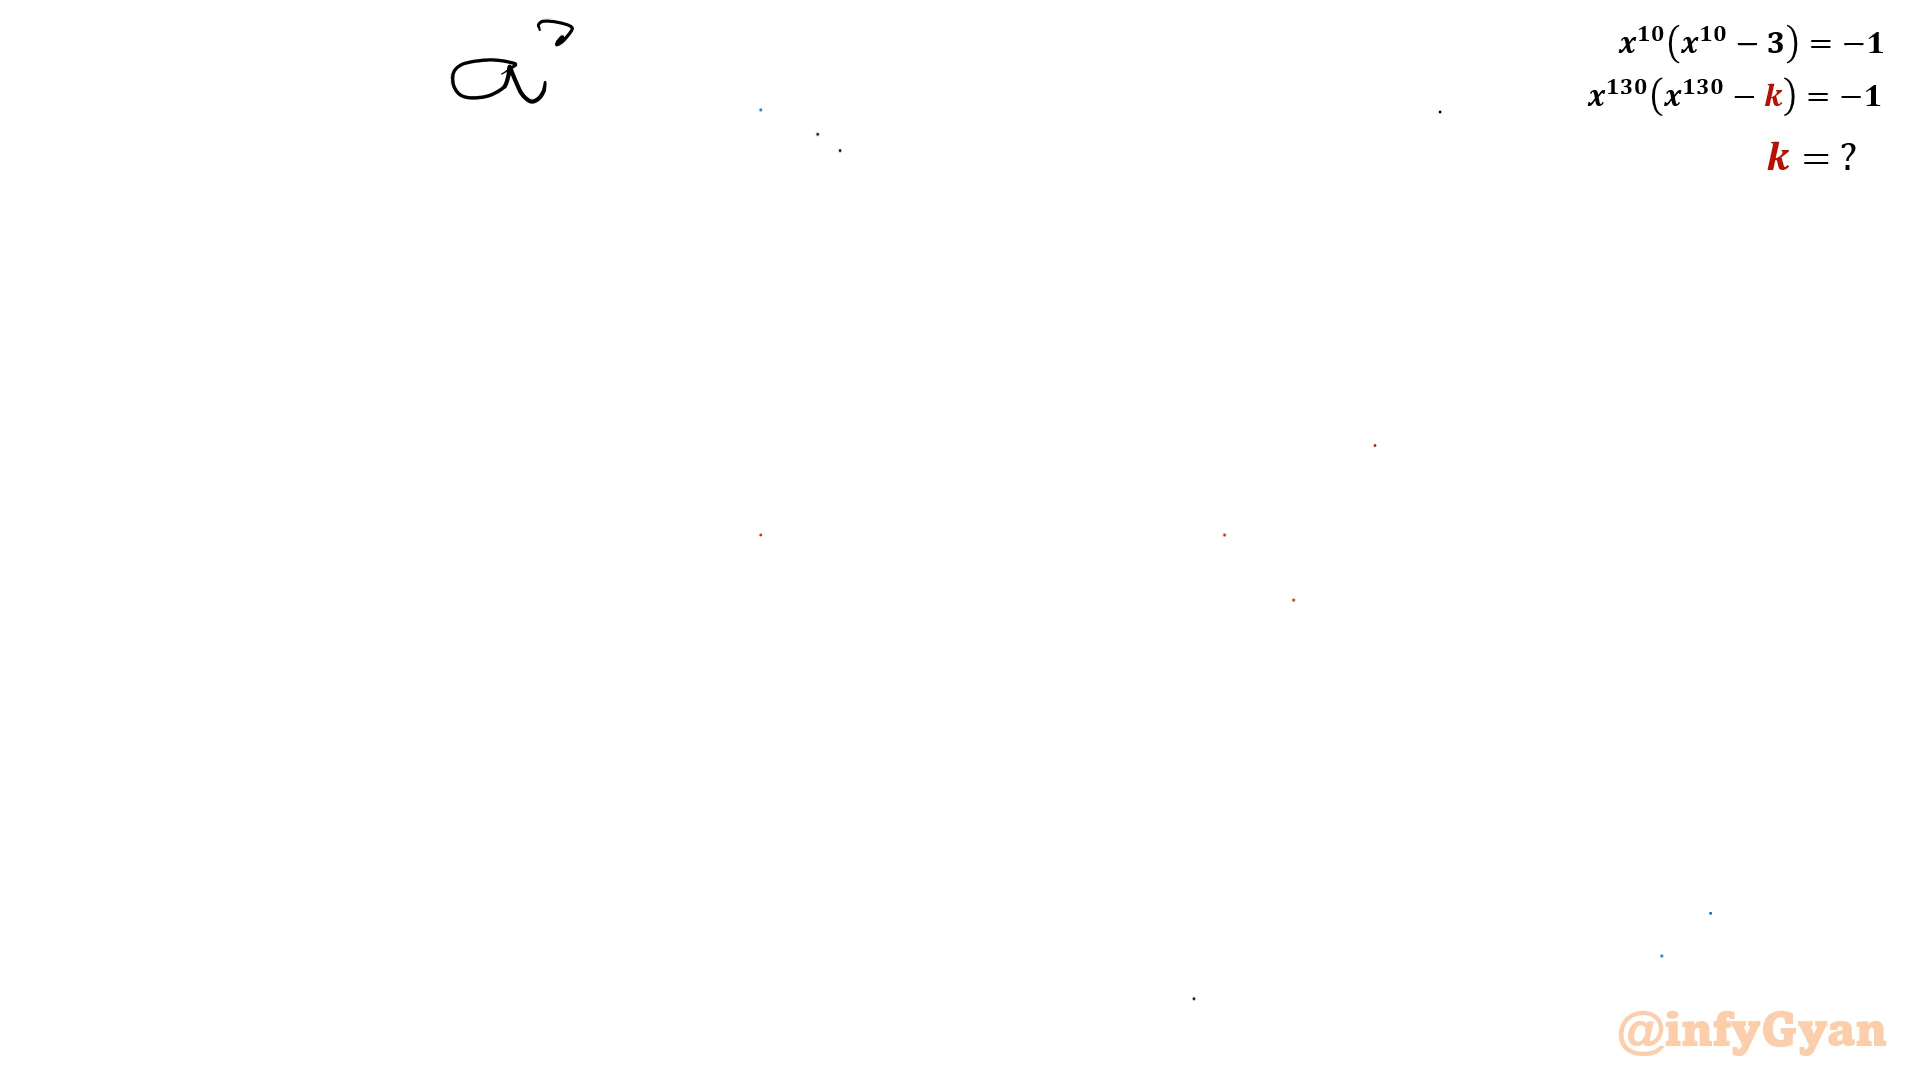 x¹⁰(x¹⁰ − 3) = −1
x¹³⁰(x¹³⁰ − k) = −1
k = ?
a
@infyGyan